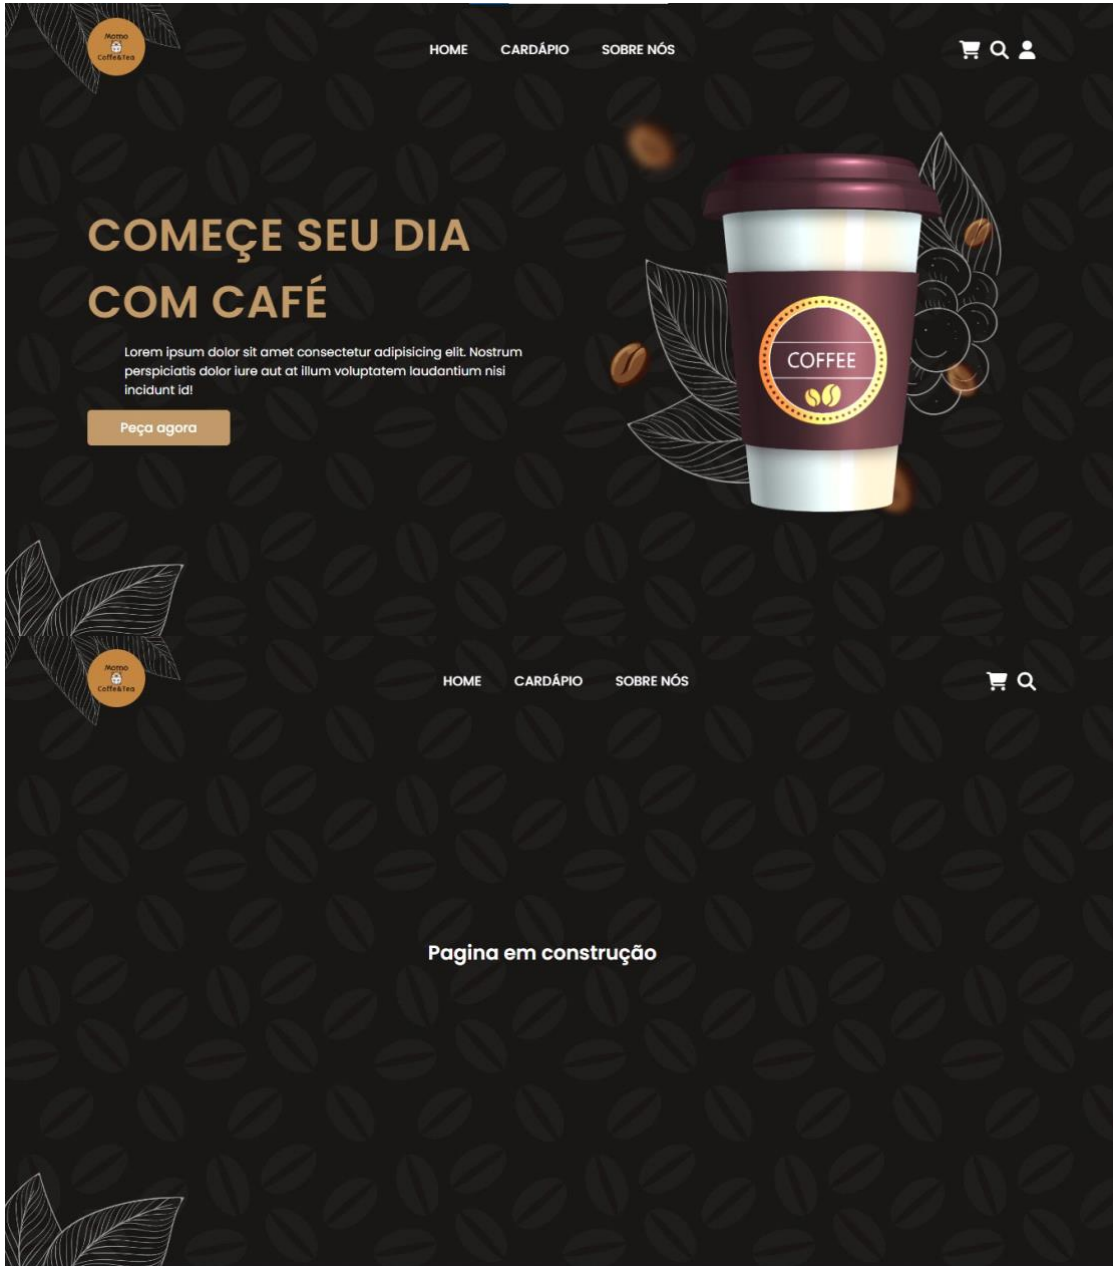 Momo
Coffe&Tea
HOME CARDÁPIO SOBRE NÓS
COMEÇE SEU DIA
COM CAFÉ
Lorem ipsum dolor sit amet consectetur adipisicing elit. Nostrum
perspiciatis dolor iure aut at illum voluptatem laudantium nisi
incidunt id!
Peça agora
COFFEE
Momo
Coffe&Tea
HOME CARDÁPIO SOBRE NÓS
Pagina em construção